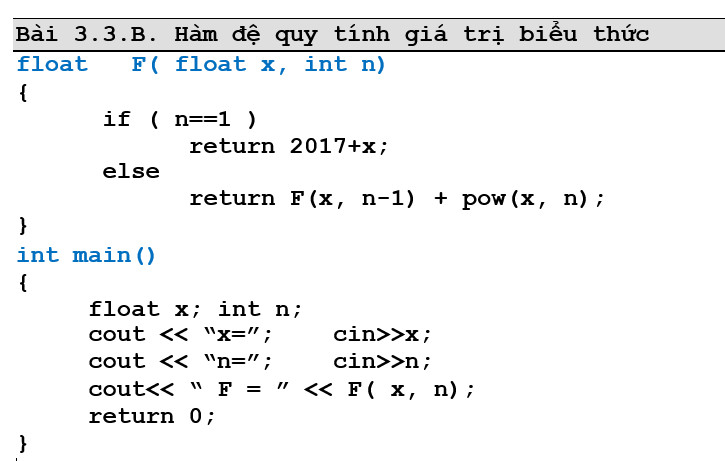 Bài 3.3.B. Hàm đệ quy tính giá trị biểu thức
float F( float x, int n)
{
if ( n==1 )
return 2017+x;
else
return F(x, n-1) + pow(x, n);
}
int main()
{
float x; int n;
cout << “x=”; cin>>x;
cout << “n=”; cin>>n;
cout<< “ F = ” << F( x, n);
return 0;
}